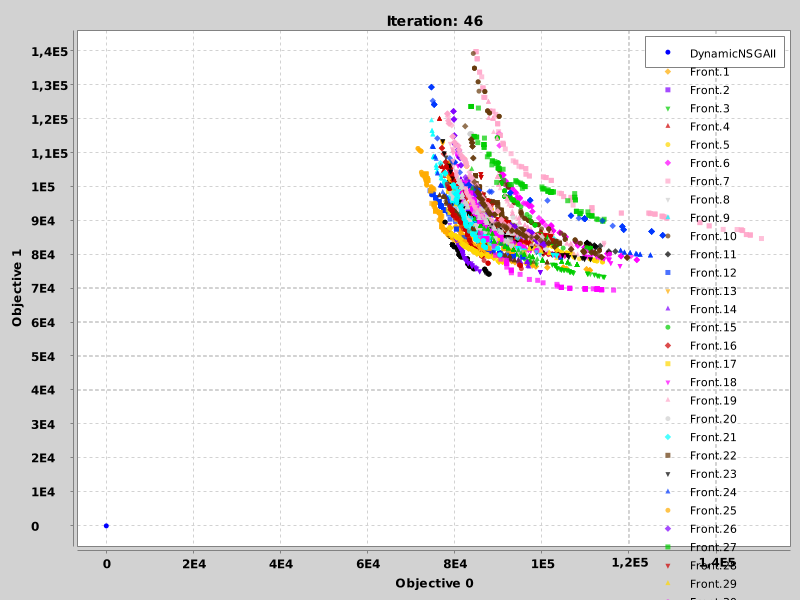 Iteration: 46
1,4E5
1,3E5
1,2E5
1,1E5
1E5
9E4
8E4
7E4
6E4
5E4
4E4
3E4
2E4
1E4
0
Objective 1
0
2E4
4E4
6E4
8E4
1E5
1,2E5
1,4E5
Objective 0
DynamicNSGAII
Front.1
Front.2
Front.3
Front.4
Front.5
Front.6
Front.7
Front.8
Front.9
Front.10
Front.11
Front.12
Front.13
Front.14
Front.15
Front.16
Front.17
Front.18
Front.19
Front.20
Front.21
Front.22
Front.23
Front.24
Front.25
Front.26
Front.27
Front.28
Front.29